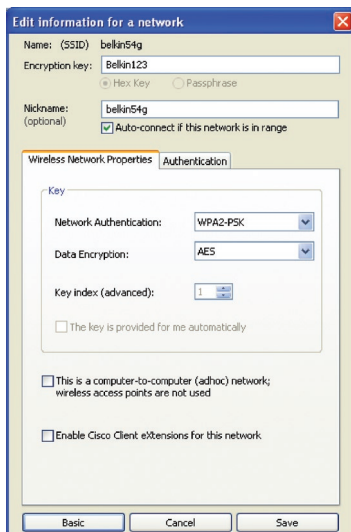 Edit information for a network
Name: (SSID) belkin54g
Encryption key: Belkin123
Hex Key Passphrase
Nickname: belkin54g
(optional)
Auto-connect if this network is in range
Wireless Network Properties Authentication
Key
Network Authentication: WPA2-PSK
Data Encryption: AES
Key index (advanced): 1
The key is provided for me automatically
This is a computer-to-computer (adhoc) network;
wireless access points are not used
Enable Cisco Client eXtensions for this network
Basic Cancel Save